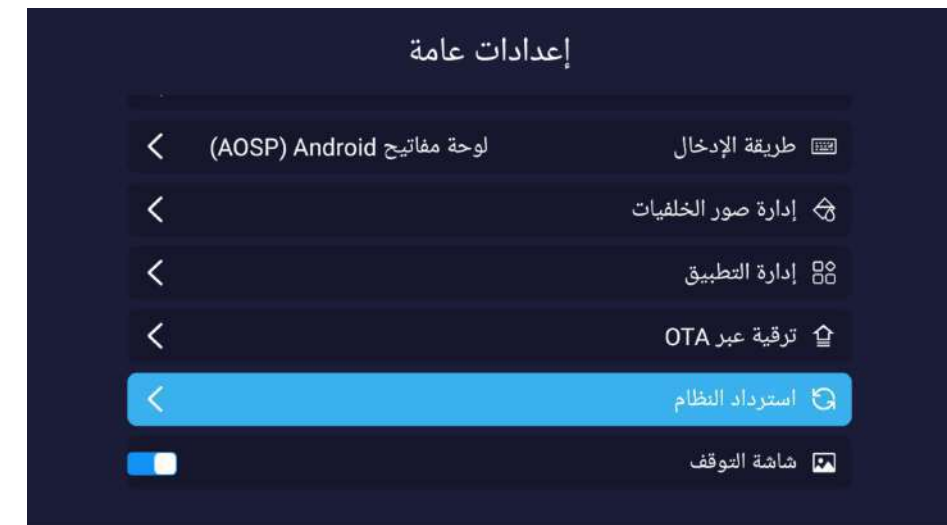 إعدادات عامة
طريقة الإدخال لوحة مفاتيح Android (AOSP)
إدارة صور الخلفيات
إدارة التطبيق
ترقية عبر OTA
استرداد النظام
شاشة التوقف